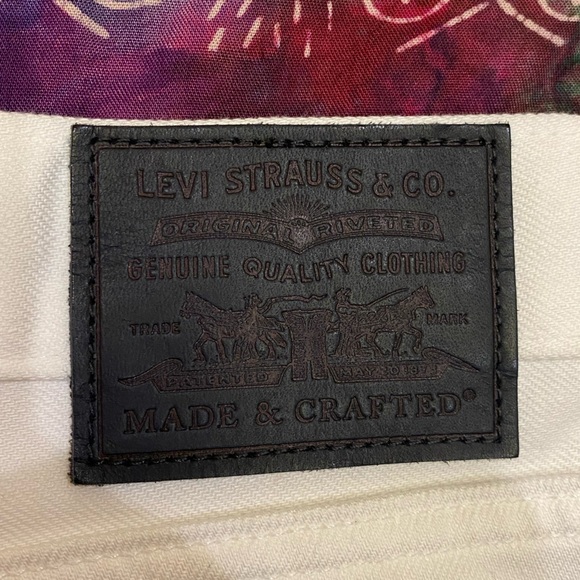 LEVI STRAUSS & CO.
ORIGINAL RIVETED
GENUINE QUALITY CLOTHING
TRADE MARK
PATENTED MAY 20 1873
MADE & CRAFTED®